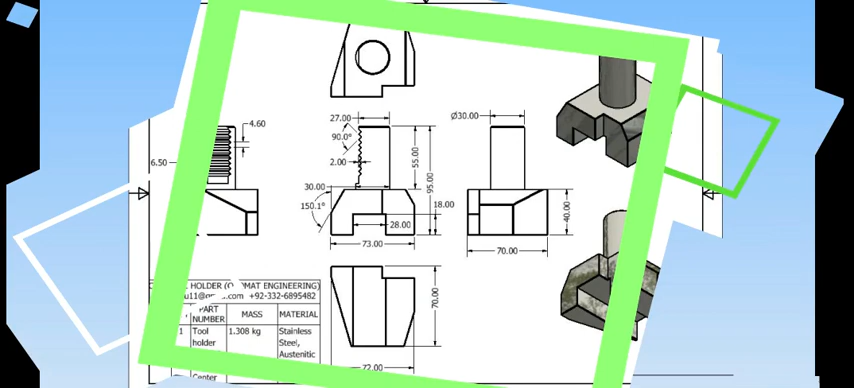 4.60
6.50
27.00
90.0°
2.00
30.00
150.1°
55.00
95.00
18.00
28.00
73.00
Ø30.00
40.00
70.00
70.00
72.00
HOLDER
MAT ENGINEERING)
.com +92-332-6895482
PART NUMBER
MASS
MATERIAL
1
Tool holder
1.308 kg
Stainless Steel, Austenitic
Center